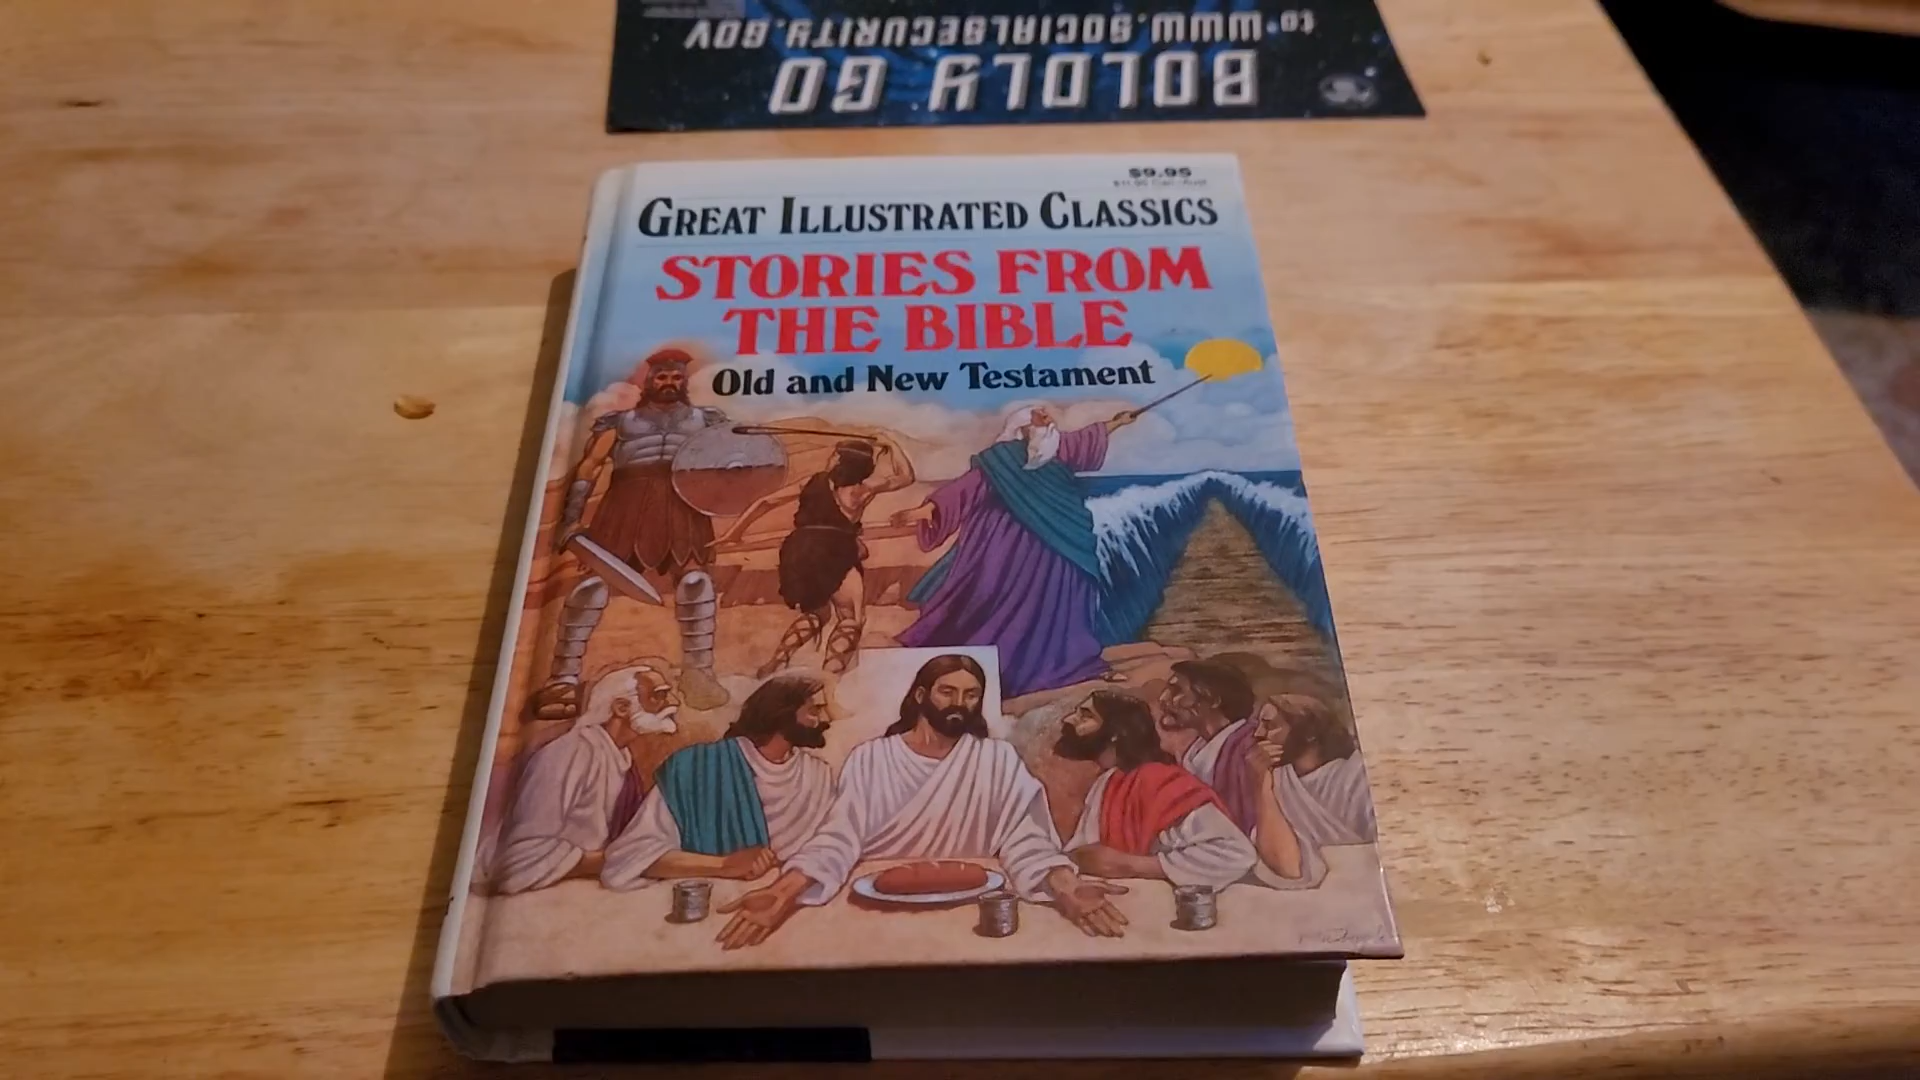 BOLDLY GO
to www.socialsecurity.gov
$9.95
GREAT ILLUSTRATED CLASSICS
STORIES FROM
THE BIBLE
Old and New Testament